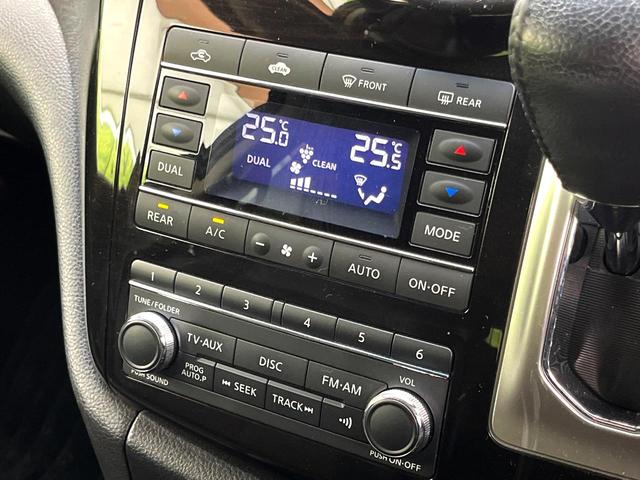 CLEAN
FRONT
REAR
25.0°C
25.5°C
DUAL
CLEAN
DUAL
REAR
A/C
− +
AUTO
ON·OFF
MODE
1 2 3 4 5 6
TUNE/FOLDER
TV·AUX
DISC
FM·AM
VOL
PUSH SOUND
PROG
AUTO.P
SEEK
TRACK
PUSH ON·OFF